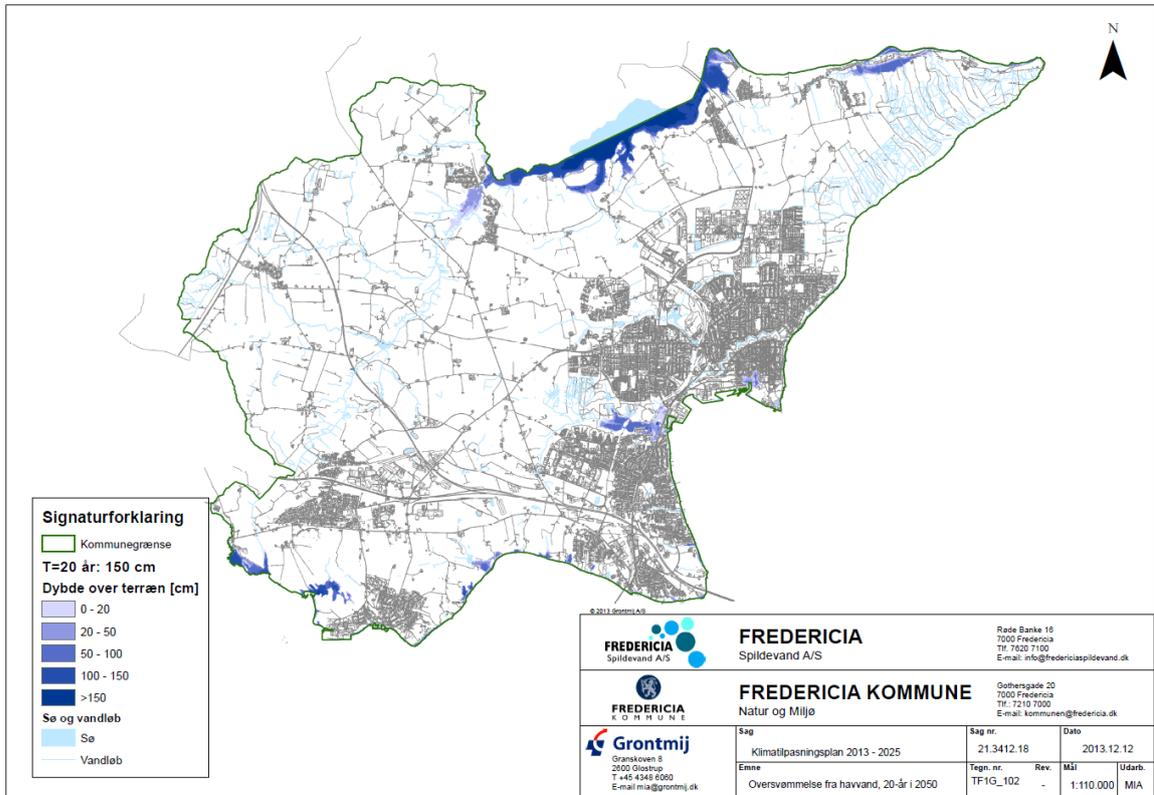 N
Signaturforklaring
Kommunegrænse
T=20 år: 150 cm
Dybde over terræn [cm]
0 - 20
20 - 50
50 - 100
100 - 150
>150
Sø og vandløb
Sø
Vandløb
© 2013 Grontmij A/S
FREDERICIA
Spildevand A/S
FREDERICIA
Spildevand A/S
Røde Banke 16
7000 Fredericia
Tlf. 7620 7100
E-mail: info@fredericiaspildevand.dk
FREDERICIA
KOMMUNE
FREDERICIA KOMMUNE
Natur og Miljø
Gothersgade 20
7000 Fredericia
Tlf.: 7210 7000
E-mail: kommunen@fredericia.dk
Grontmij
Granskoven 8
2600 Glostrup
T +45 4348 6060
E-mail mia@grontmij.dk
Sag
Klimatilpasningsplan 2013 - 2025
Sag nr.
21.3412.18
Dato
2013.12.12
Emne
Oversvømmelse fra havvand, 20-år i 2050
Tegn. nr.
TF1G_102
Rev.
-
Mål
1:110.000
Udarb.
MIA